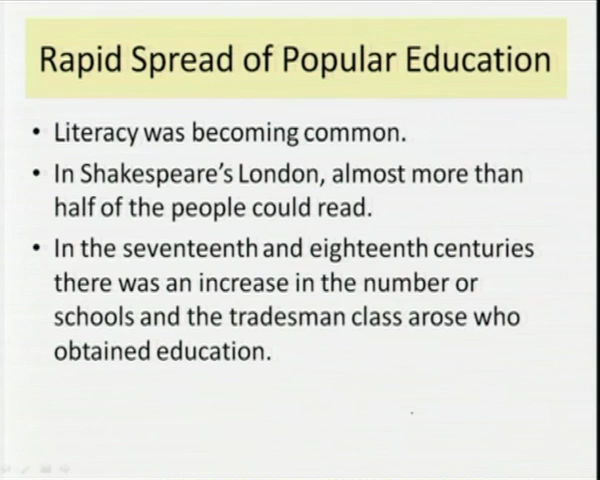 Rapid Spread of Popular Education
• Literacy was becoming common.
• In Shakespeare's London, almost more than
half of the people could read.
• In the seventeenth and eighteenth centuries
there was an increase in the number or
schools and the tradesman class arose who
obtained education.